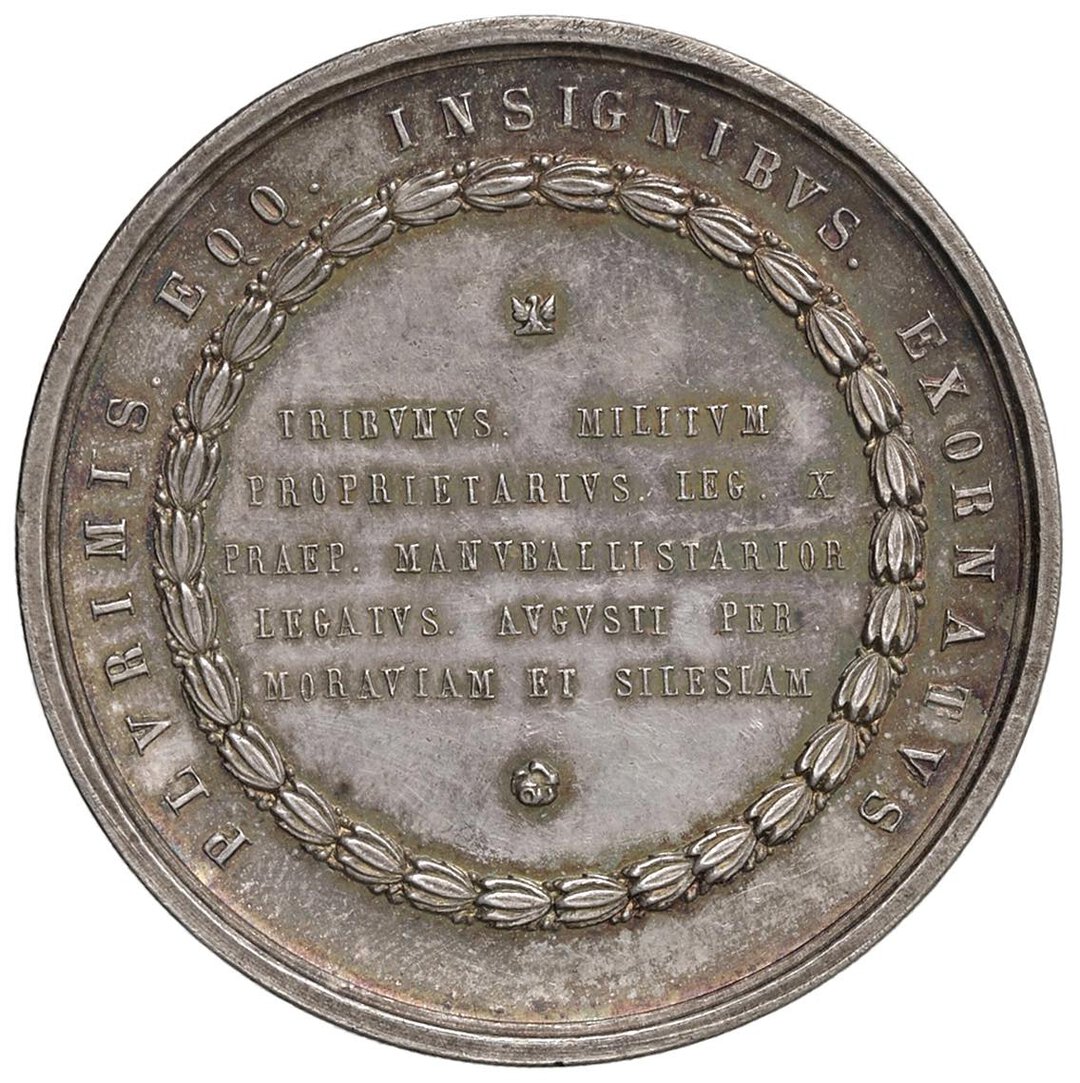 PLVRIMIS. EQQ. INSIGNIBVS. EXORNATVS
TRIBVNVS. MILITVM
PROPRIETARIVS. LEG. X
PRAEP. MANVBALLISTARIOR
LEGATVS. AVGVSTI PER.
MORAVIAM ET SILESIAM